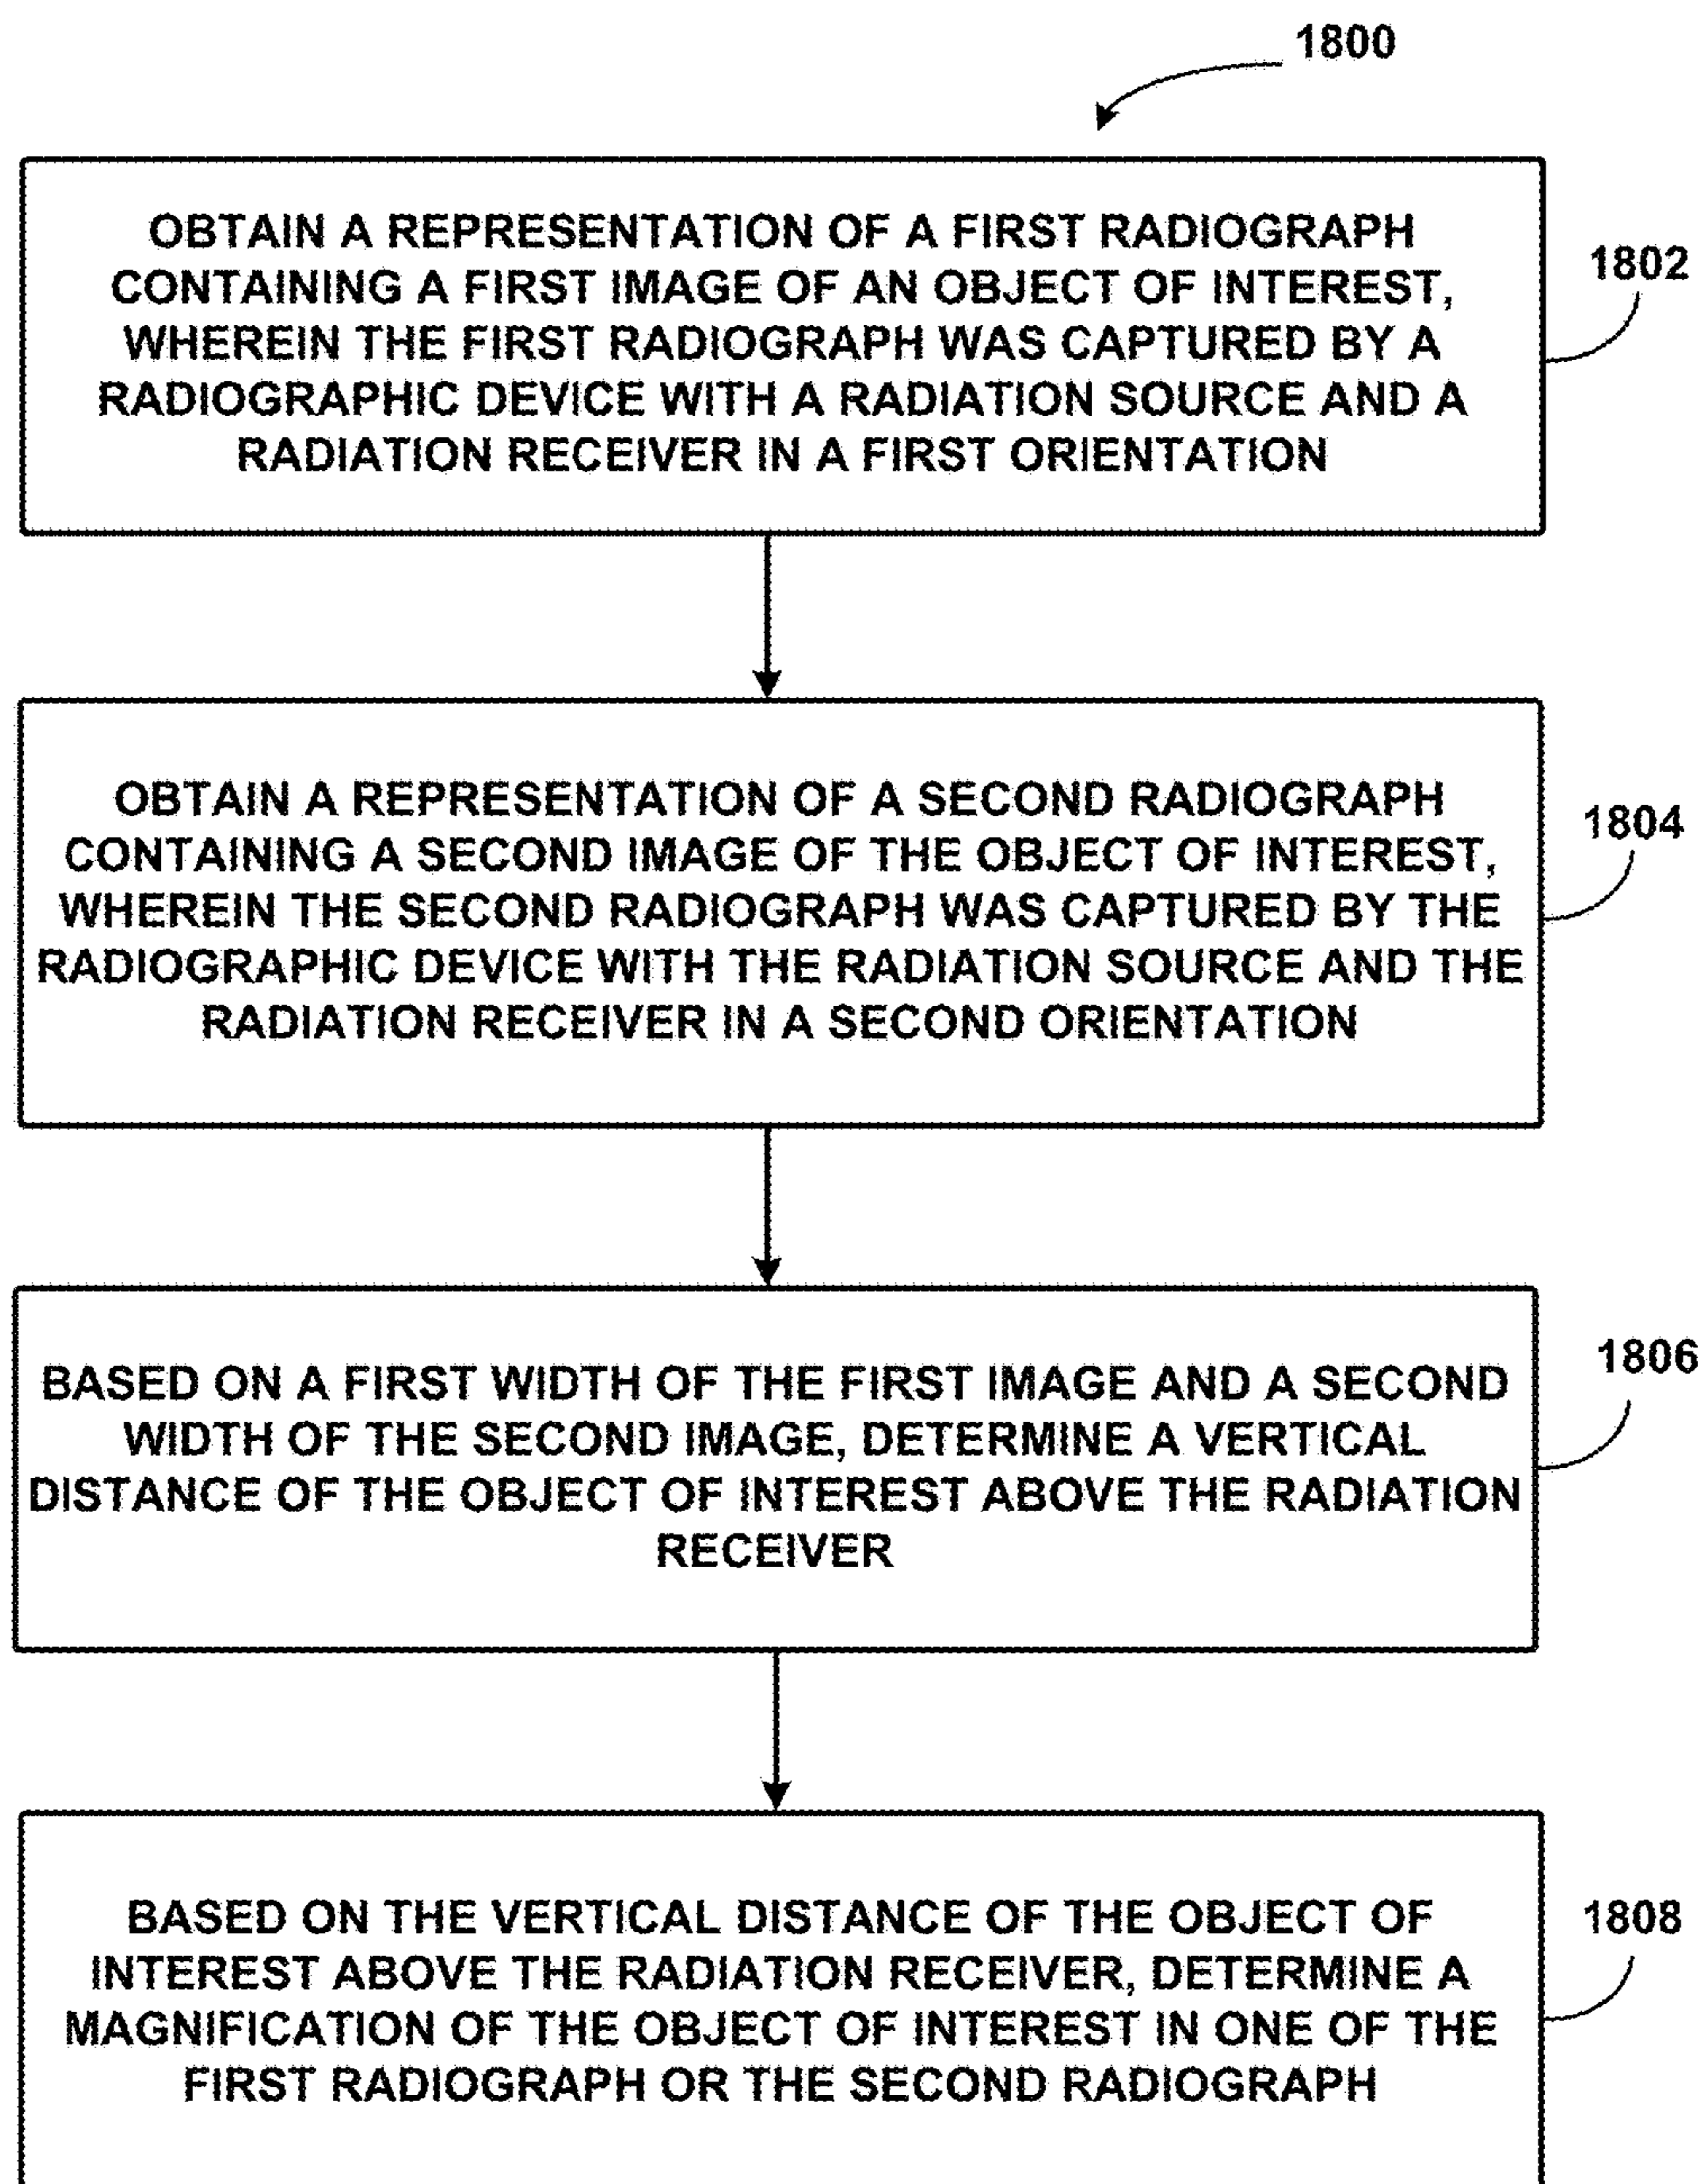 1800
OBTAIN A REPRESENTATION OF A FIRST RADIOGRAPH
CONTAINING A FIRST IMAGE OF AN OBJECT OF INTEREST,
WHEREIN THE FIRST RADIOGRAPH WAS CAPTURED BY A
RADIOGRAPHIC DEVICE WITH A RADIATION SOURCE AND A
RADIATION RECEIVER IN A FIRST ORIENTATION
1802
OBTAIN A REPRESENTATION OF A SECOND RADIOGRAPH
CONTAINING A SECOND IMAGE OF THE OBJECT OF INTEREST,
WHEREIN THE SECOND RADIOGRAPH WAS CAPTURED BY THE
RADIOGRAPHIC DEVICE WITH THE RADIATION SOURCE AND THE
RADIATION RECEIVER IN A SECOND ORIENTATION
1804
BASED ON A FIRST WIDTH OF THE FIRST IMAGE AND A SECOND
WIDTH OF THE SECOND IMAGE, DETERMINE A VERTICAL
DISTANCE OF THE OBJECT OF INTEREST ABOVE THE RADIATION
RECEIVER
1806
BASED ON THE VERTICAL DISTANCE OF THE OBJECT OF
INTEREST ABOVE THE RADIATION RECEIVER, DETERMINE A
MAGNIFICATION OF THE OBJECT OF INTEREST IN ONE OF THE
FIRST RADIOGRAPH OR THE SECOND RADIOGRAPH
1808